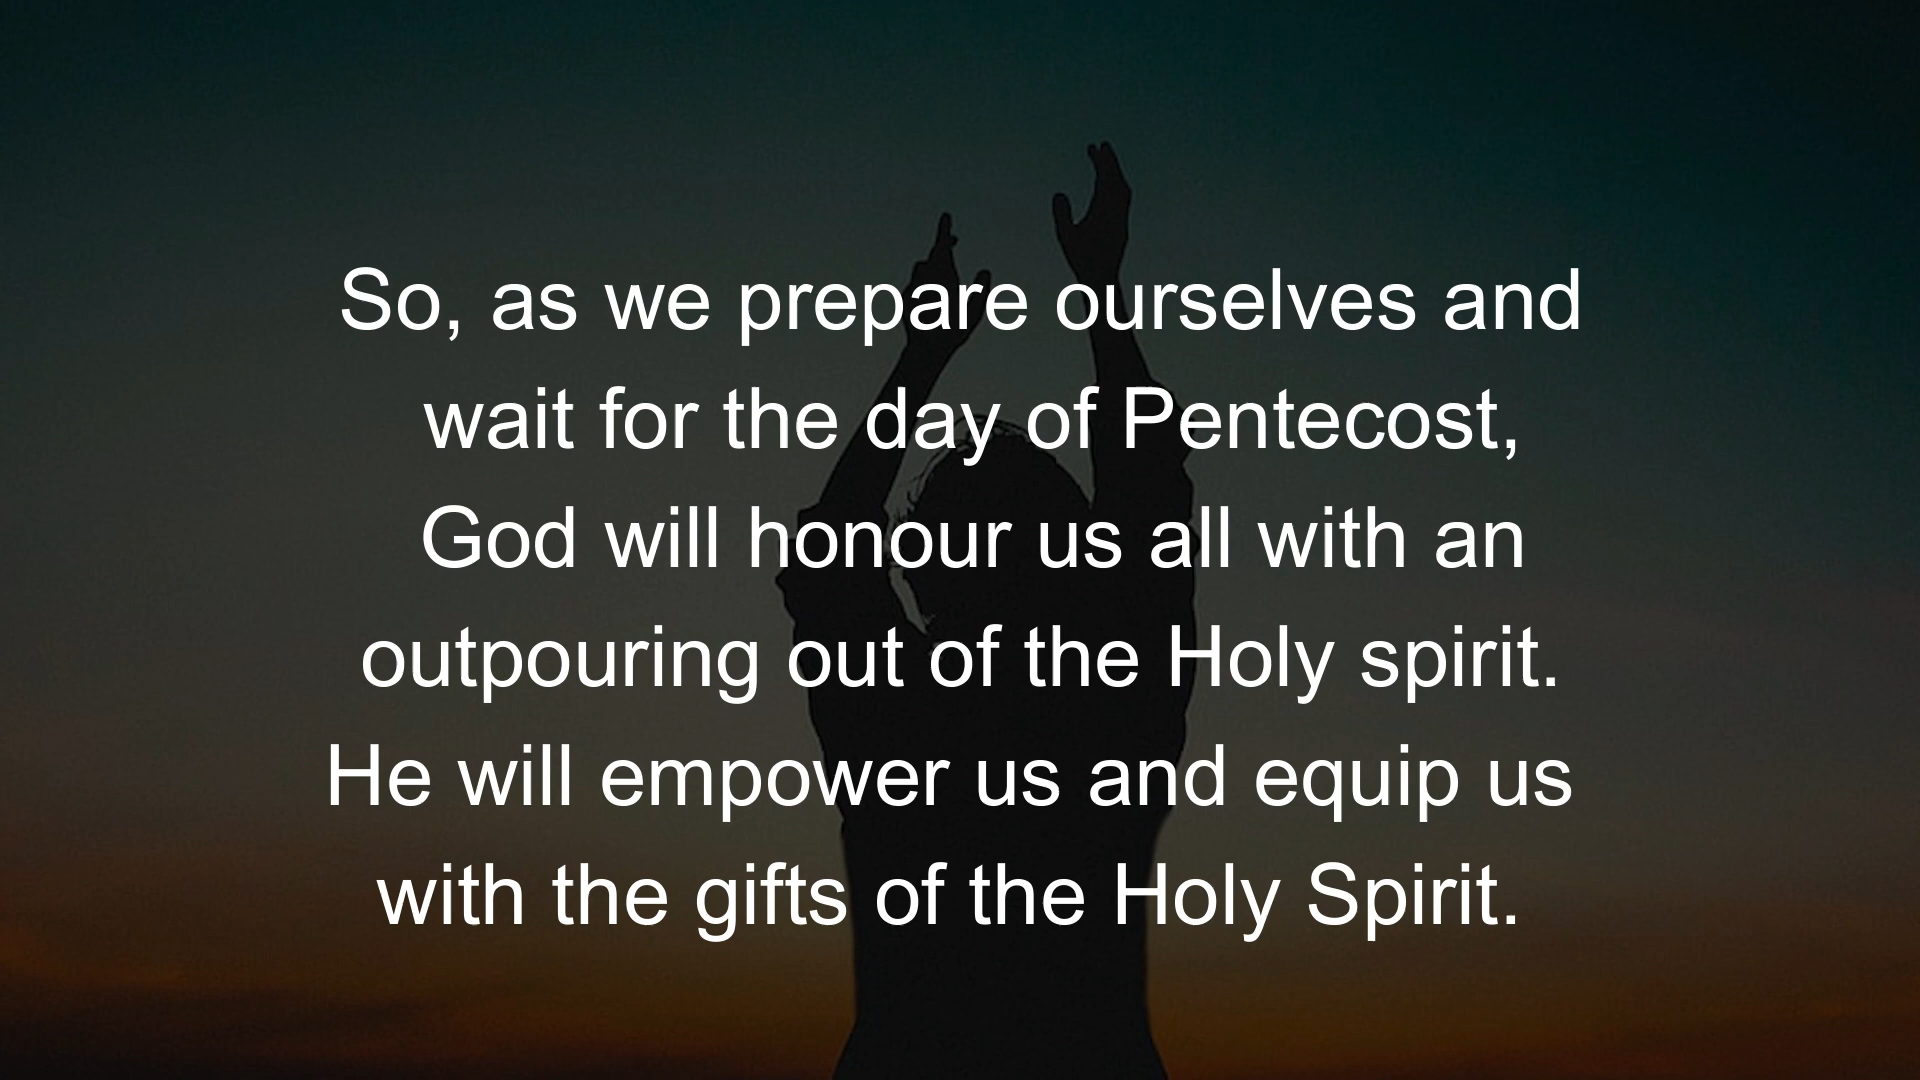 So, as we prepare ourselves and
wait for the day of Pentecost,
God will honour us all with an
outpouring out of the Holy spirit.
He will empower us and equip us
with the gifts of the Holy Spirit.